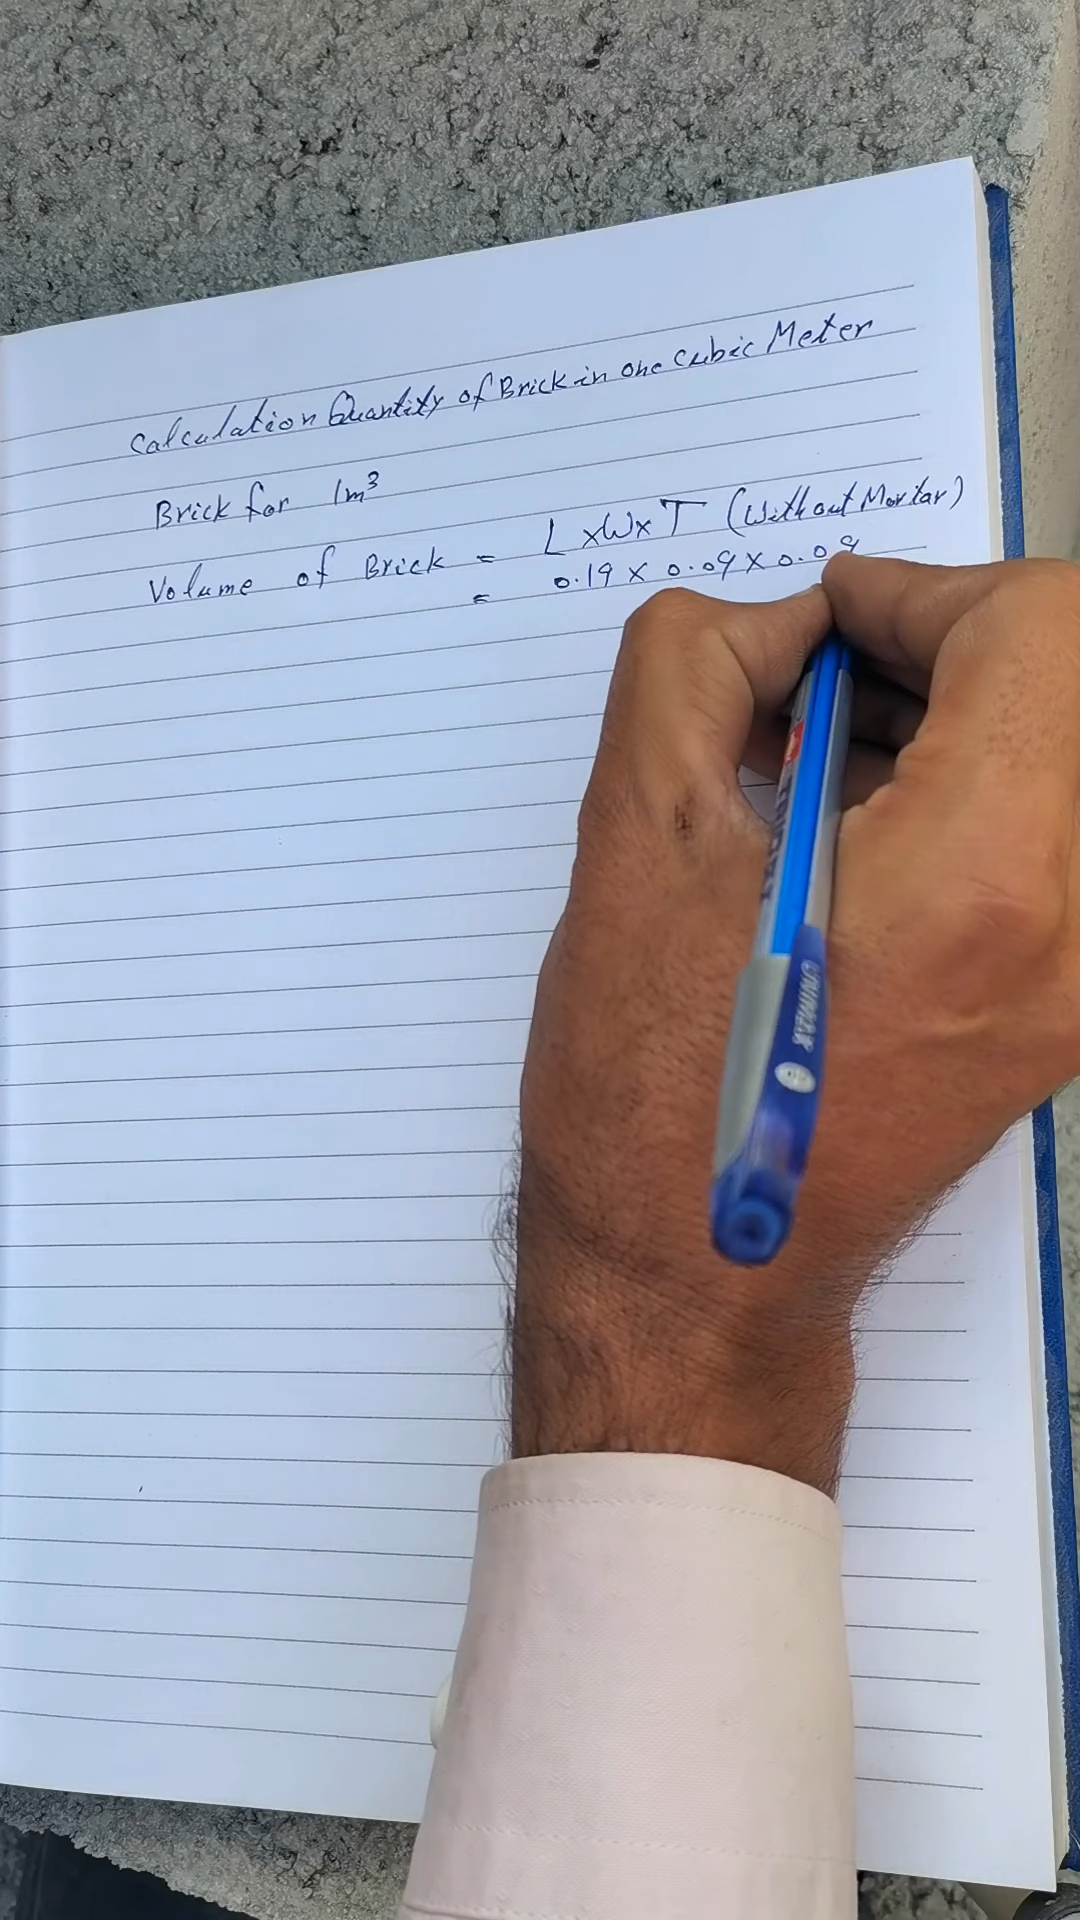 Calculation Quantity of Brick in one Cubic Meter
Brick for 1m³
Volume of Brick = L x W x T (Without Mortar)
= 0.19 x 0.09 x 0.09
UNIMAX